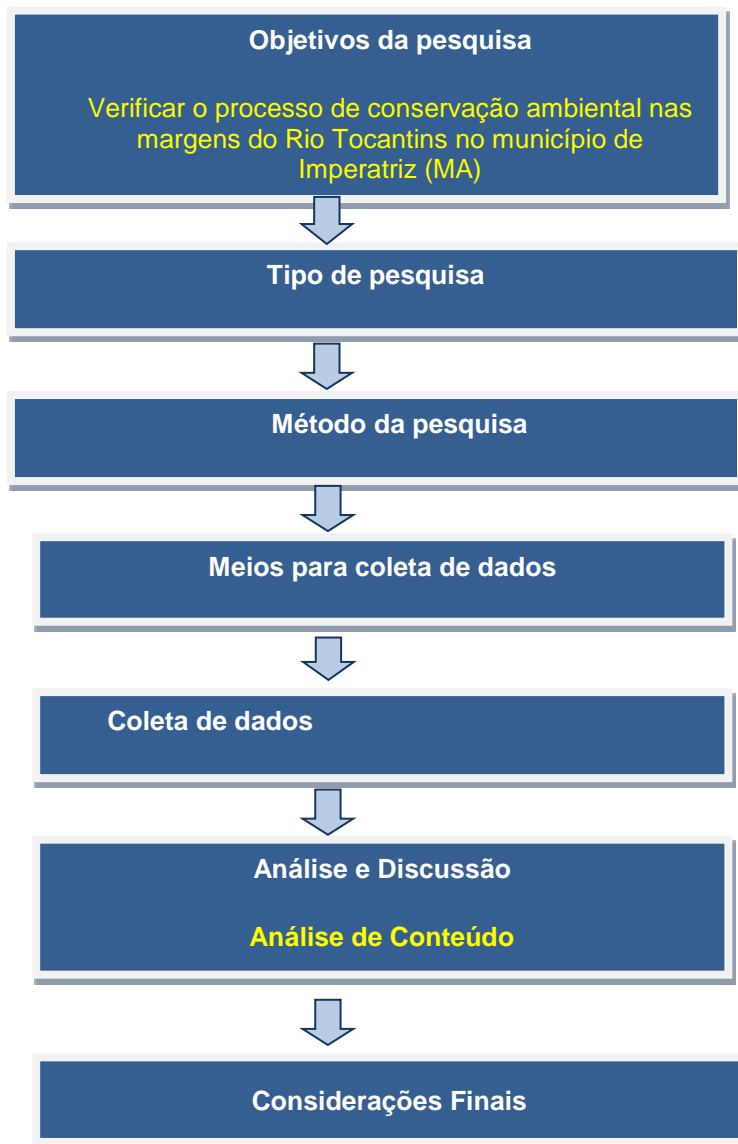 Objetivos da pesquisa
Verificar o processo de conservação ambiental nas
margens do Rio Tocantins no município de
Imperatriz (MA)
Tipo de pesquisa
Método da pesquisa
Meios para coleta de dados
Coleta de dados
Análise e Discussão
Análise de Conteúdo
Considerações Finais